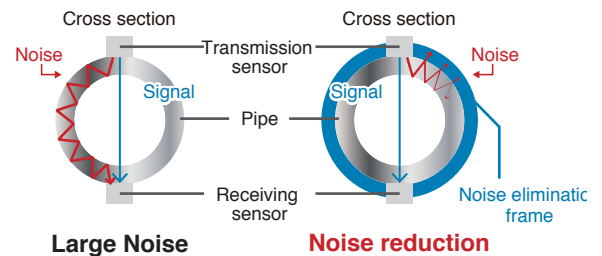 Cross section
Cross section
Transmission
sensor
Noise
Noise
Signal
Signal
Pipe
Receiving
sensor
Noise eliminatic
frame
Large Noise
Noise reduction